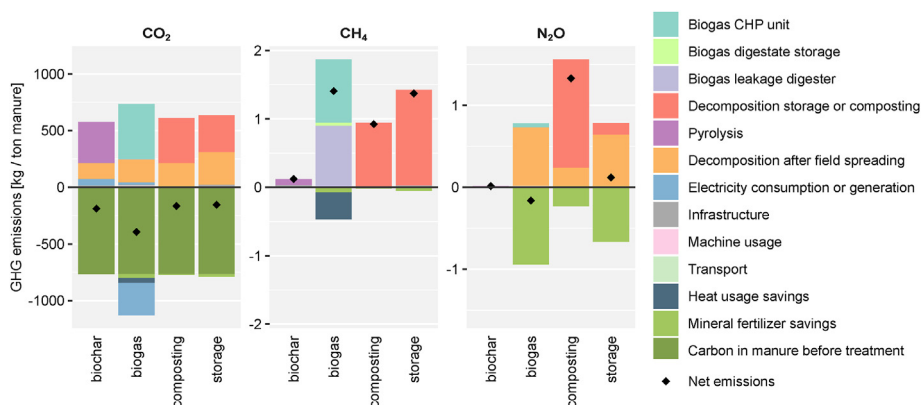 CO₂
CH₄
N₂O
GHG emissions [kg / ton manure]
1000
500
0
-500
-1000
2
1
0
-1
-2
1
0
-1
biochar
biogas
composting
storage
biochar
biogas
composting
storage
biochar
biogas
composting
storage
Biogas CHP unit
Biogas digestate storage
Biogas leakage digester
Decomposition storage or composting
Pyrolysis
Decomposition after field spreading
Electricity consumption or generation
Infrastructure
Machine usage
Transport
Heat usage savings
Mineral fertilizer savings
Carbon in manure before treatment
Net emissions